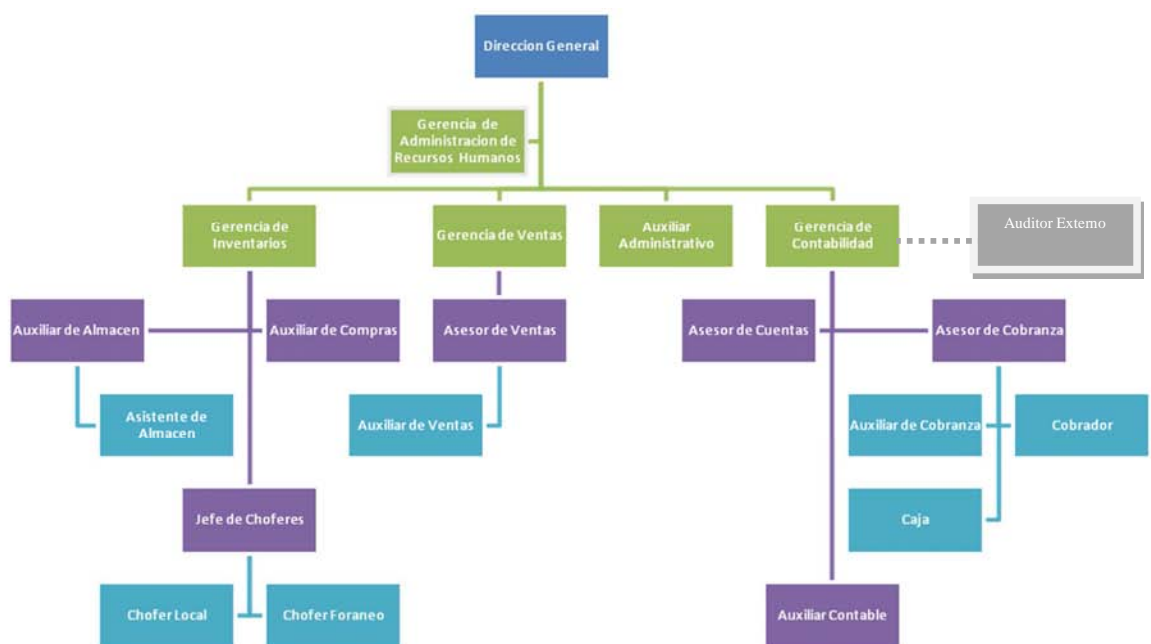 Direccion General
Gerencia de
Administracion de
Recursos Humanos
Gerencia de
Inventarios
Gerencia de Ventas
Auxiliar
Administrativo
Gerencia de
Contabilidad
Auditor Externo
Auxiliar de Almacen
Auxiliar de Compras
Asesor de Ventas
Asesor de Cuentas
Asesor de Cobranza
Asistente de
Almacen
Auxiliar de Ventas
Auxiliar de Cobranza
Cobrador
Jefe de Choferes
Caja
Chofer Local
Chofer Foraneo
Auxiliar Contable